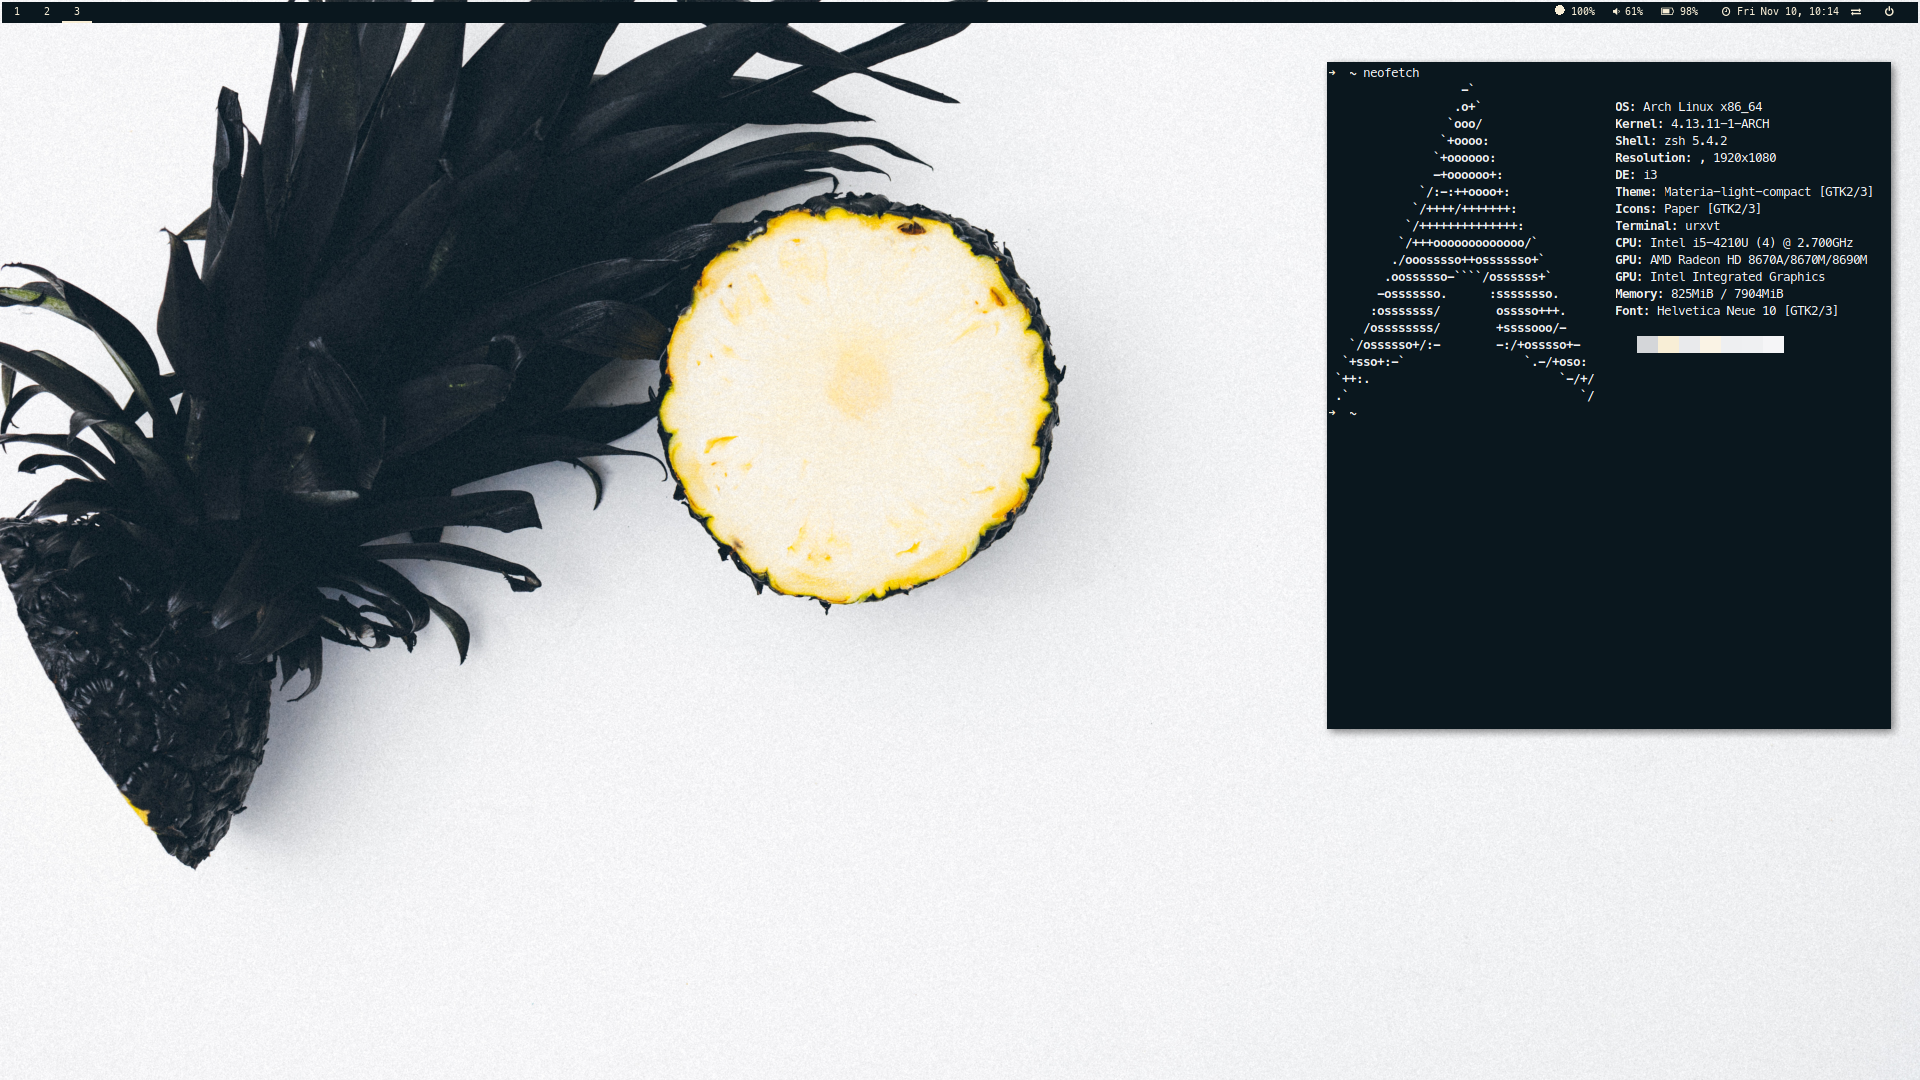 1 2 3 100% 61% 98% Fri Nov 10, 10:14
➜ ~ neofetch
-`
.o+` OS: Arch Linux x86_64
`ooo/ Kernel: 4.13.11-1-ARCH
`+oooo: Shell: zsh 5.4.2
`+oooooo: Resolution: , 1920x1080
-+oooooo+: DE: i3
`/:-:++oooo+: Theme: Materia-light-compact [GTK2/3]
`/++++/+++++++: Icons: Paper [GTK2/3]
`/++++++++++++++: Terminal: urxvt
`/+++ooooooooooooo/` CPU: Intel i5-4210U (4) @ 2.700GHz
./ooosssso++osssssso+` GPU: AMD Radeon HD 8670A/8670M/8690M
.oossssso-````/ossssss+` GPU: Intel Integrated Graphics
-osssssso. :ssssssso. Memory: 825MiB / 7904MiB
:osssssss/ osssso+++. Font: Helvetica Neue 10 [GTK2/3]
/ossssssss/ +ssssooo/-
`/ossssso+/:- -:/+osssso+-
`+sso+:-` `.-/+oso:
`++:. `-/+/
.` `/
➜ ~